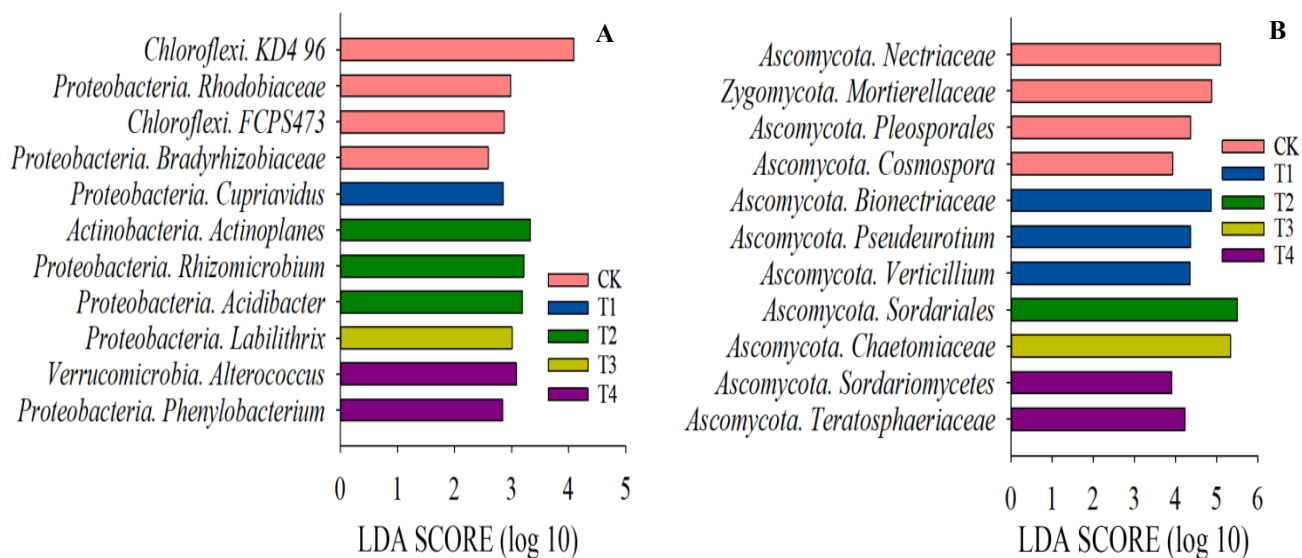 A
Chloroflexi. KD4 96
Proteobacteria. Rhodobiaceae
Chloroflexi. FCPS473
Proteobacteria. Bradyrhizobiaceae
Proteobacteria. Cupriavidus
Actinobacteria. Actinoplanes
Proteobacteria. Rhizomicrobium
Proteobacteria. Acidibacter
Proteobacteria. Labilithrix
Verrucomicrobia. Alterococcus
Proteobacteria. Phenylobacterium
CK
T1
T2
T3
T4
0 1 2 3 4 5
LDA SCORE (log 10)
B
Ascomycota. Nectriaceae
Zygomycota. Mortierellaceae
Ascomycota. Pleosporales
Ascomycota. Cosmospora
Ascomycota. Bionectriaceae
Ascomycota. Pseudeurotium
Ascomycota. Verticillium
Ascomycota. Sordariales
Ascomycota. Chaetomiaceae
Ascomycota. Sordariomycetes
Ascomycota. Teratosphaeriaceae
CK
T1
T2
T3
T4
0 1 2 3 4 5 6
LDA SCORE (log 10)